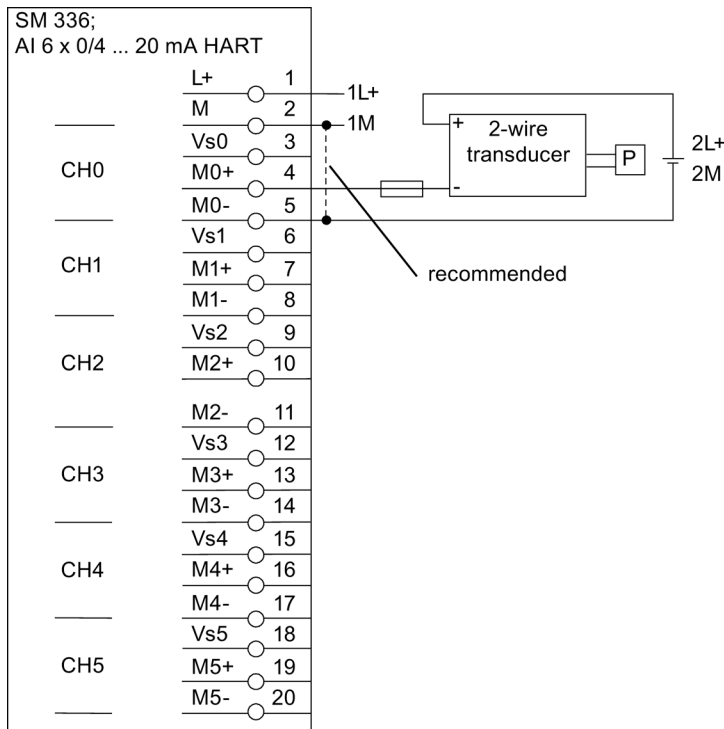 SM 336;
AI 6 x 0/4 ... 20 mA HART
L+ 1
1L+
M 2
1M
CH0
Vs0 3
M0+ 4
M0- 5
+ 2-wire
transducer
-
P
2L+
2M
recommended
CH1
Vs1 6
M1+ 7
M1- 8
CH2
Vs2 9
M2+ 10
M2- 11
CH3
Vs3 12
M3+ 13
M3- 14
CH4
Vs4 15
M4+ 16
M4- 17
CH5
Vs5 18
M5+ 19
M5- 20